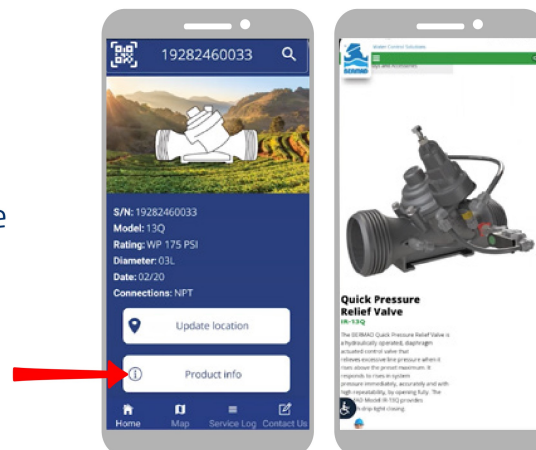 e
19282460033
S/N: 19282460033
Model: 13Q
Rating: WP 175 PSI
Diameter: 03L
Date: 02/20
Connections: NPT
Update location
Product info
Home
Map
Service Log
Contact Us
Water Control Solutions
BERMAD
Quick Pressure
Relief Valve
IR-13Q
The BERMAD Quick Pressure Relief Valve is
a hydraulically operated, diaphragm
actuated control valve that
relieves excessive line pressure when it
rises above the preset maximum. It
responds to rises in system
pressure immediately, accurately and with
high repeatability, by opening fully. The
Model IR-13Q provides
drip tight closing.